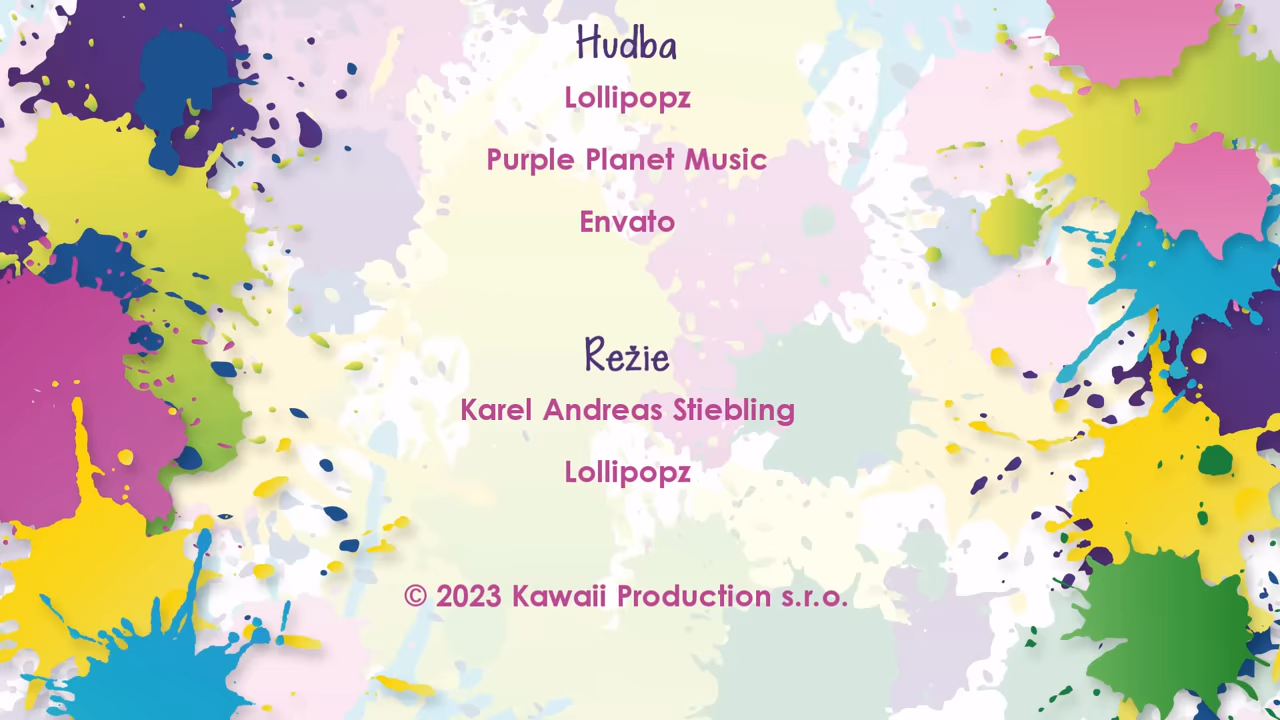 Hudba
Lollipopz
Purple Planet Music
Envato
Režie
Karel Andreas Stiebling
Lollipopz
© 2023 Kawaii Production s.r.o.